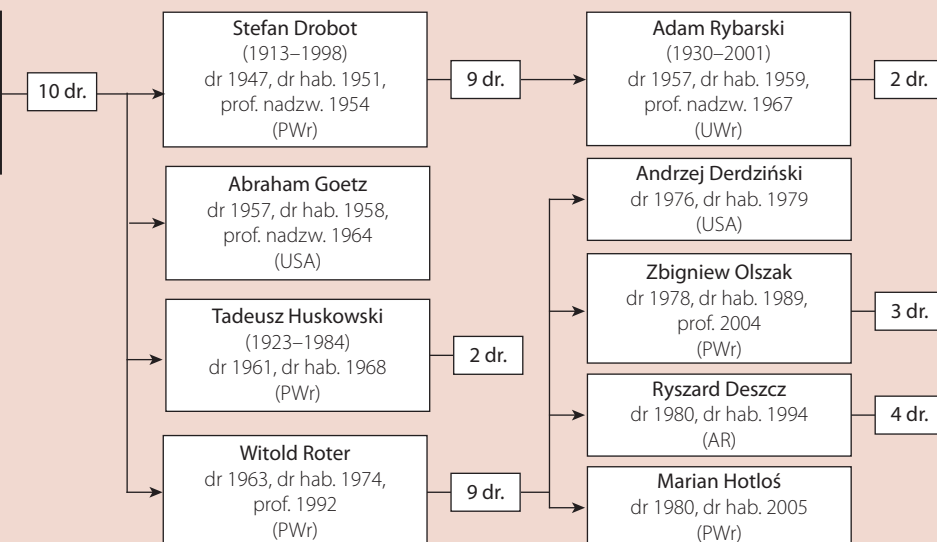 10 dr.
Stefan Drobot
(1913–1998)
dr 1947, dr hab. 1951,
prof. nadzw. 1954
(PWr)
9 dr.
Adam Rybarski
(1930–2001)
dr 1957, dr hab. 1959,
prof. nadzw. 1967
(UWr)
2 dr.
Abraham Goetz
dr 1957, dr hab. 1958,
prof. nadzw. 1964
(USA)
Tadeusz Huskowski
(1923–1984)
dr 1961, dr hab. 1968
(PWr)
2 dr.
Witold Roter
dr 1963, dr hab. 1974,
prof. 1992
(PWr)
9 dr.
Andrzej Derdziński
dr 1976, dr hab. 1979
(USA)
Zbigniew Olszak
dr 1978, dr hab. 1989,
prof. 2004
(PWr)
3 dr.
Ryszard Deszcz
dr 1980, dr hab. 1994
(AR)
4 dr.
Marian Hotloś
dr 1980, dr hab. 2005
(PWr)